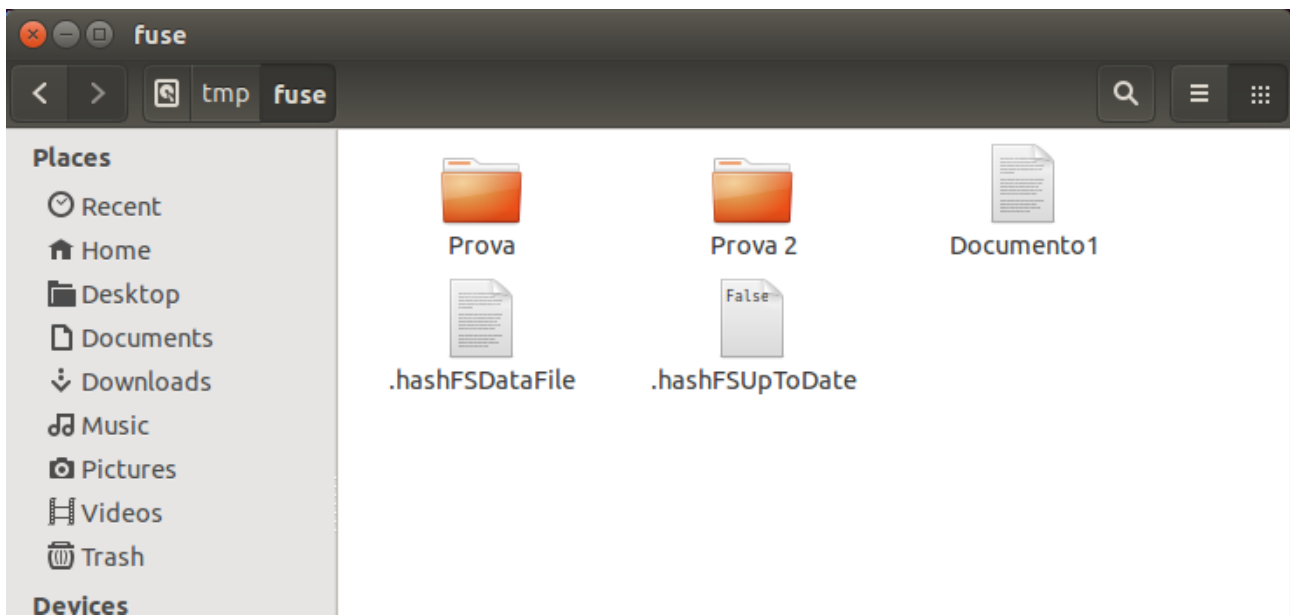 fuse
tmp fuse
Places
Recent
Home
Desktop
Documents
Downloads
Music
Pictures
Videos
Trash
Devices
Prova Prova 2 Documento1
False
.hashFSDataFile .hashFSUpToDate